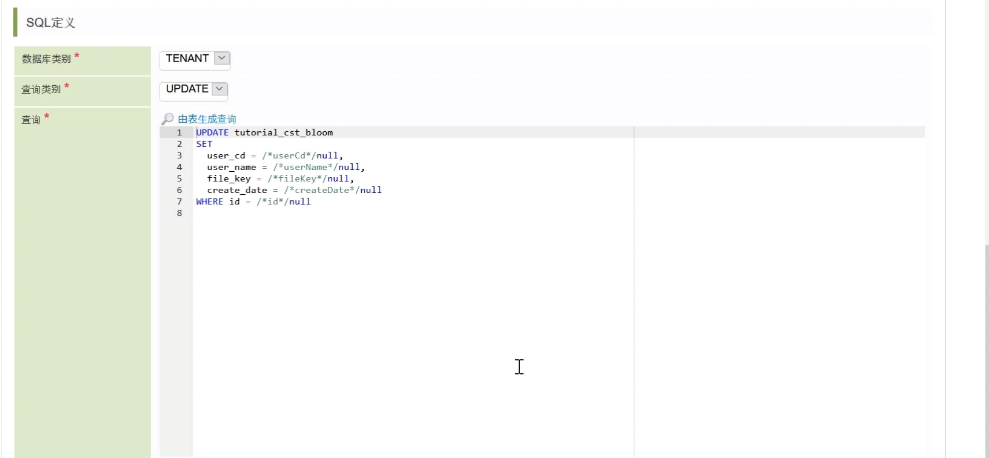 SQL定义
数据库类别 *
TENANT
查询类别 *
UPDATE
查询 *
由表生成查询
1 UPDATE tutorial_cst_bloom
2 SET
3 user_cd = /*userCd*/null,
4 user_name = /*userName*/null,
5 file_key = /*fileKey*/null,
6 create_date = /*createDate*/null
7 WHERE id = /*id*/null
8